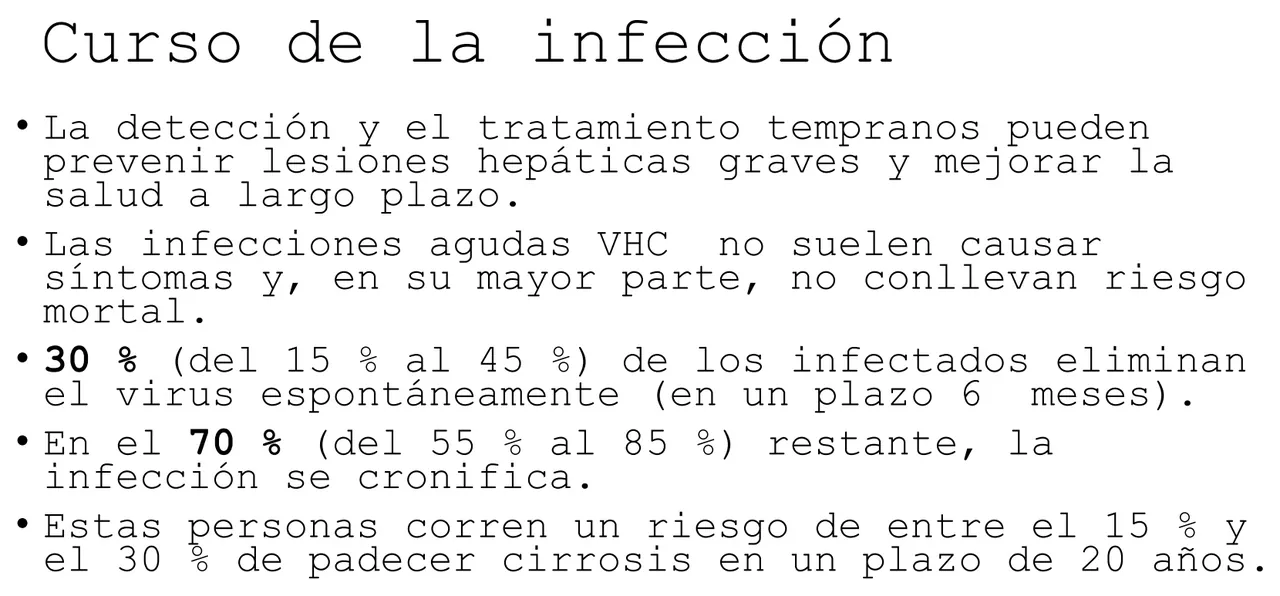 Curso de la infección
• La detección y el tratamiento tempranos pueden
prevenir lesiones hepáticas graves y mejorar la
salud a largo plazo.
• Las infecciones agudas VHC  no suelen causar
síntomas y, en su mayor parte, no conllevan riesgo
mortal.
• 30 % (del 15 % al 45 %) de los infectados eliminan
el virus espontáneamente (en un plazo 6  meses).
• En el 70 % (del 55 % al 85 %) restante, la
infección se cronifica.
• Estas personas corren un riesgo de entre el 15 % y
el 30 % de padecer cirrosis en un plazo de 20 años.